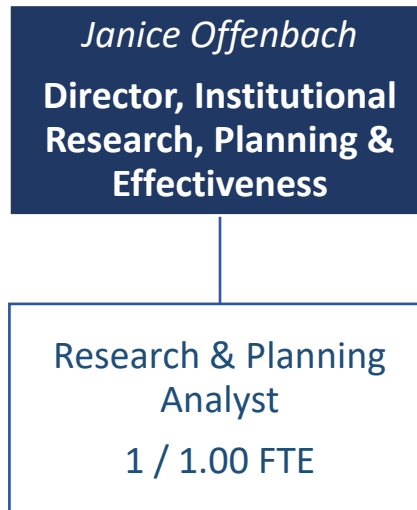 Janice Offenbach
Director, Institutional
Research, Planning &
Effectiveness
Research & Planning
Analyst
1 / 1.00 FTE